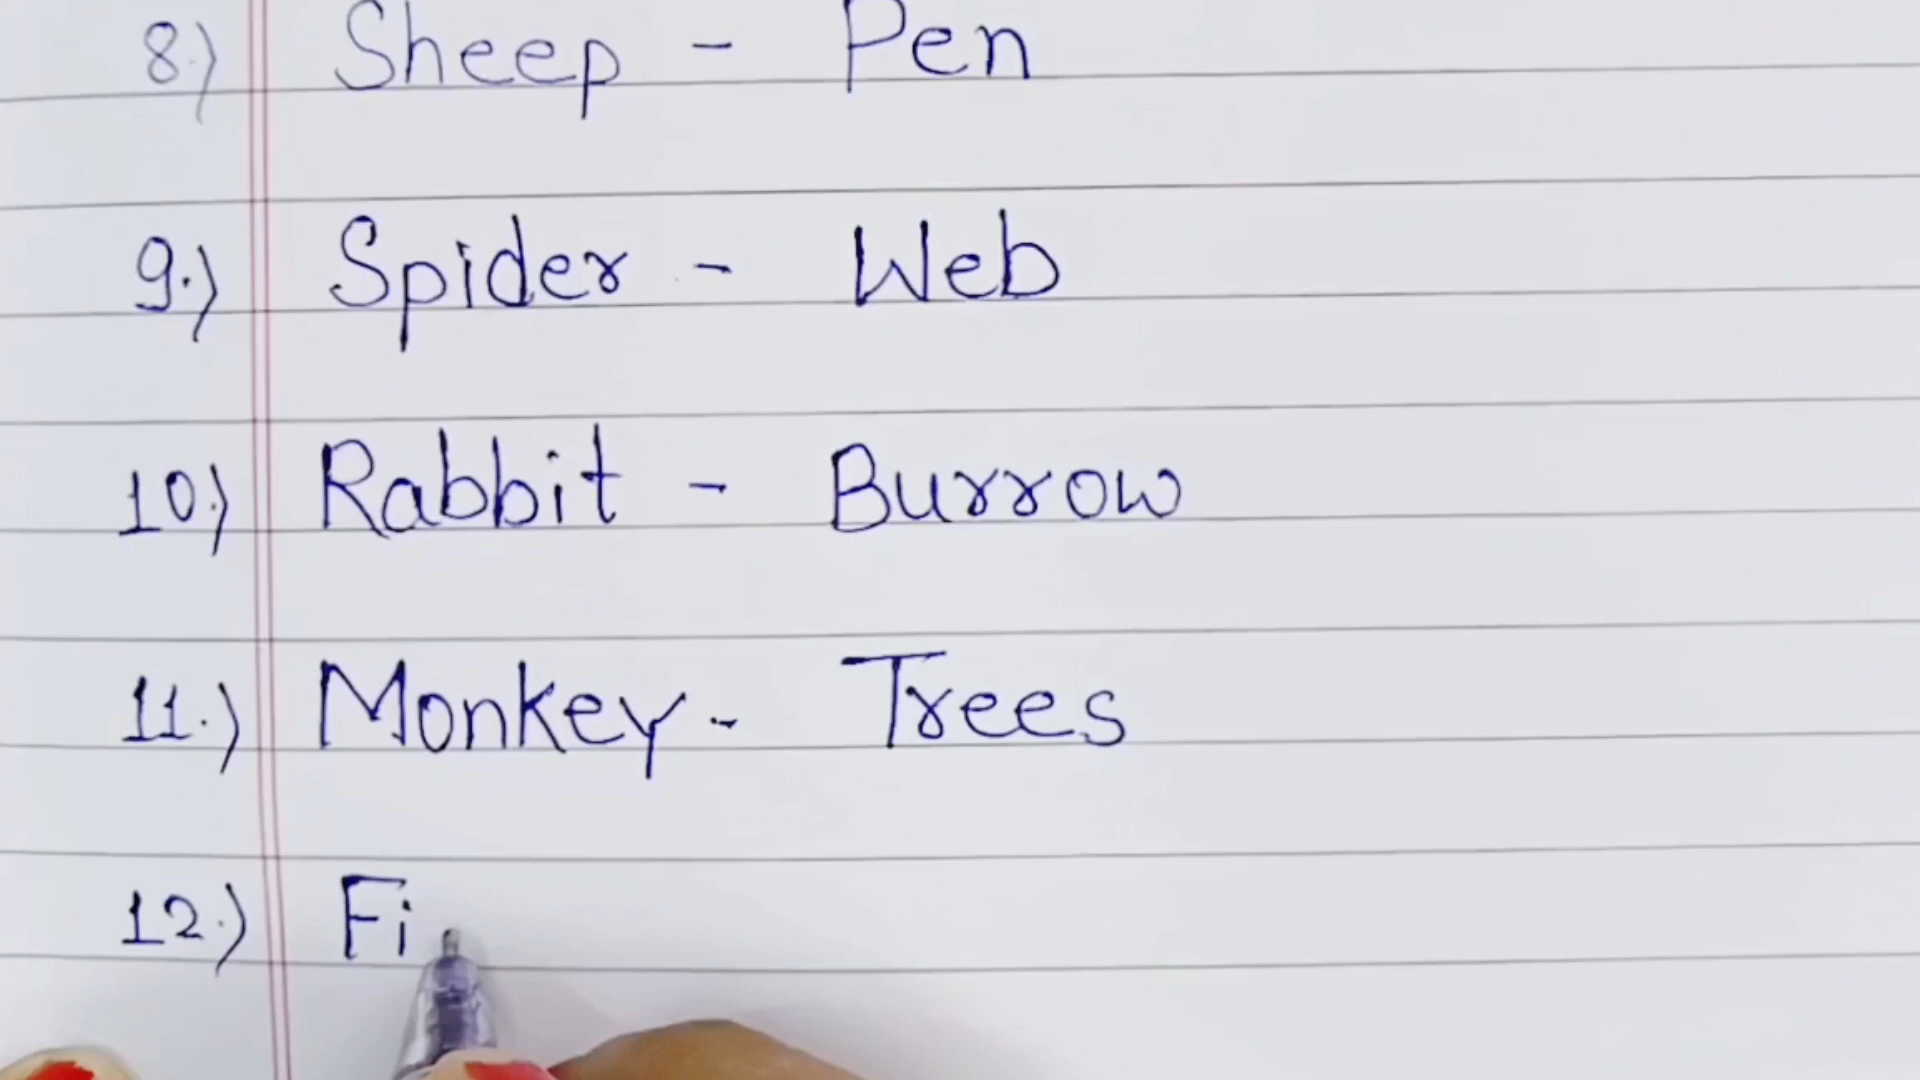 8.) Sheep - Pen
9.) Spider - Web
10.) Rabbit - Burrow
11.) Monkey - Trees
12.) Fi